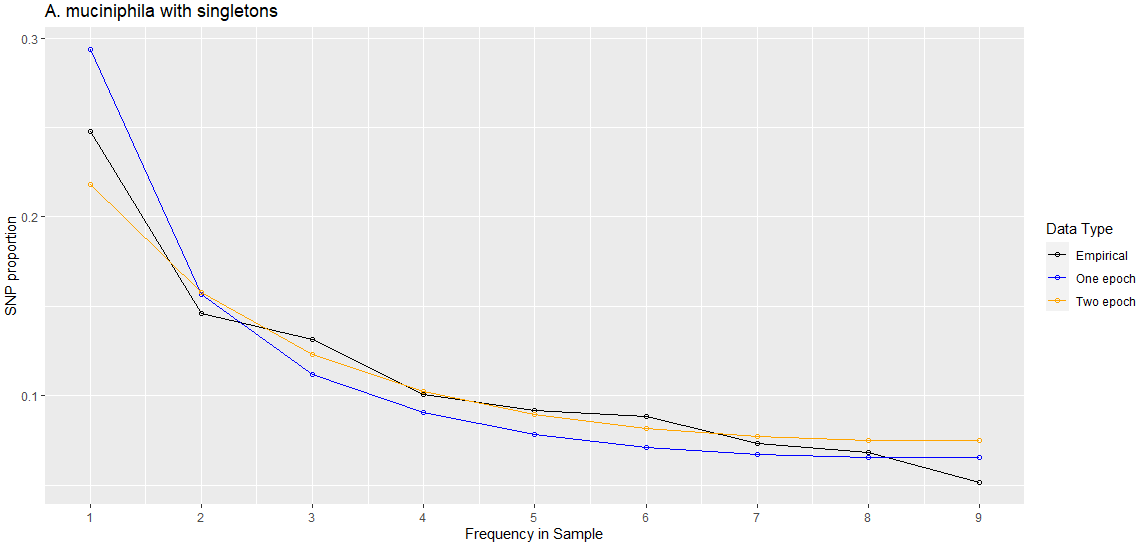 A. muciniphila with singletons
0.3
0.2
0.1
SNP proportion
1 2 3 4 5 6 7 8 9
Frequency in Sample
Data Type
Empirical
One epoch
Two epoch